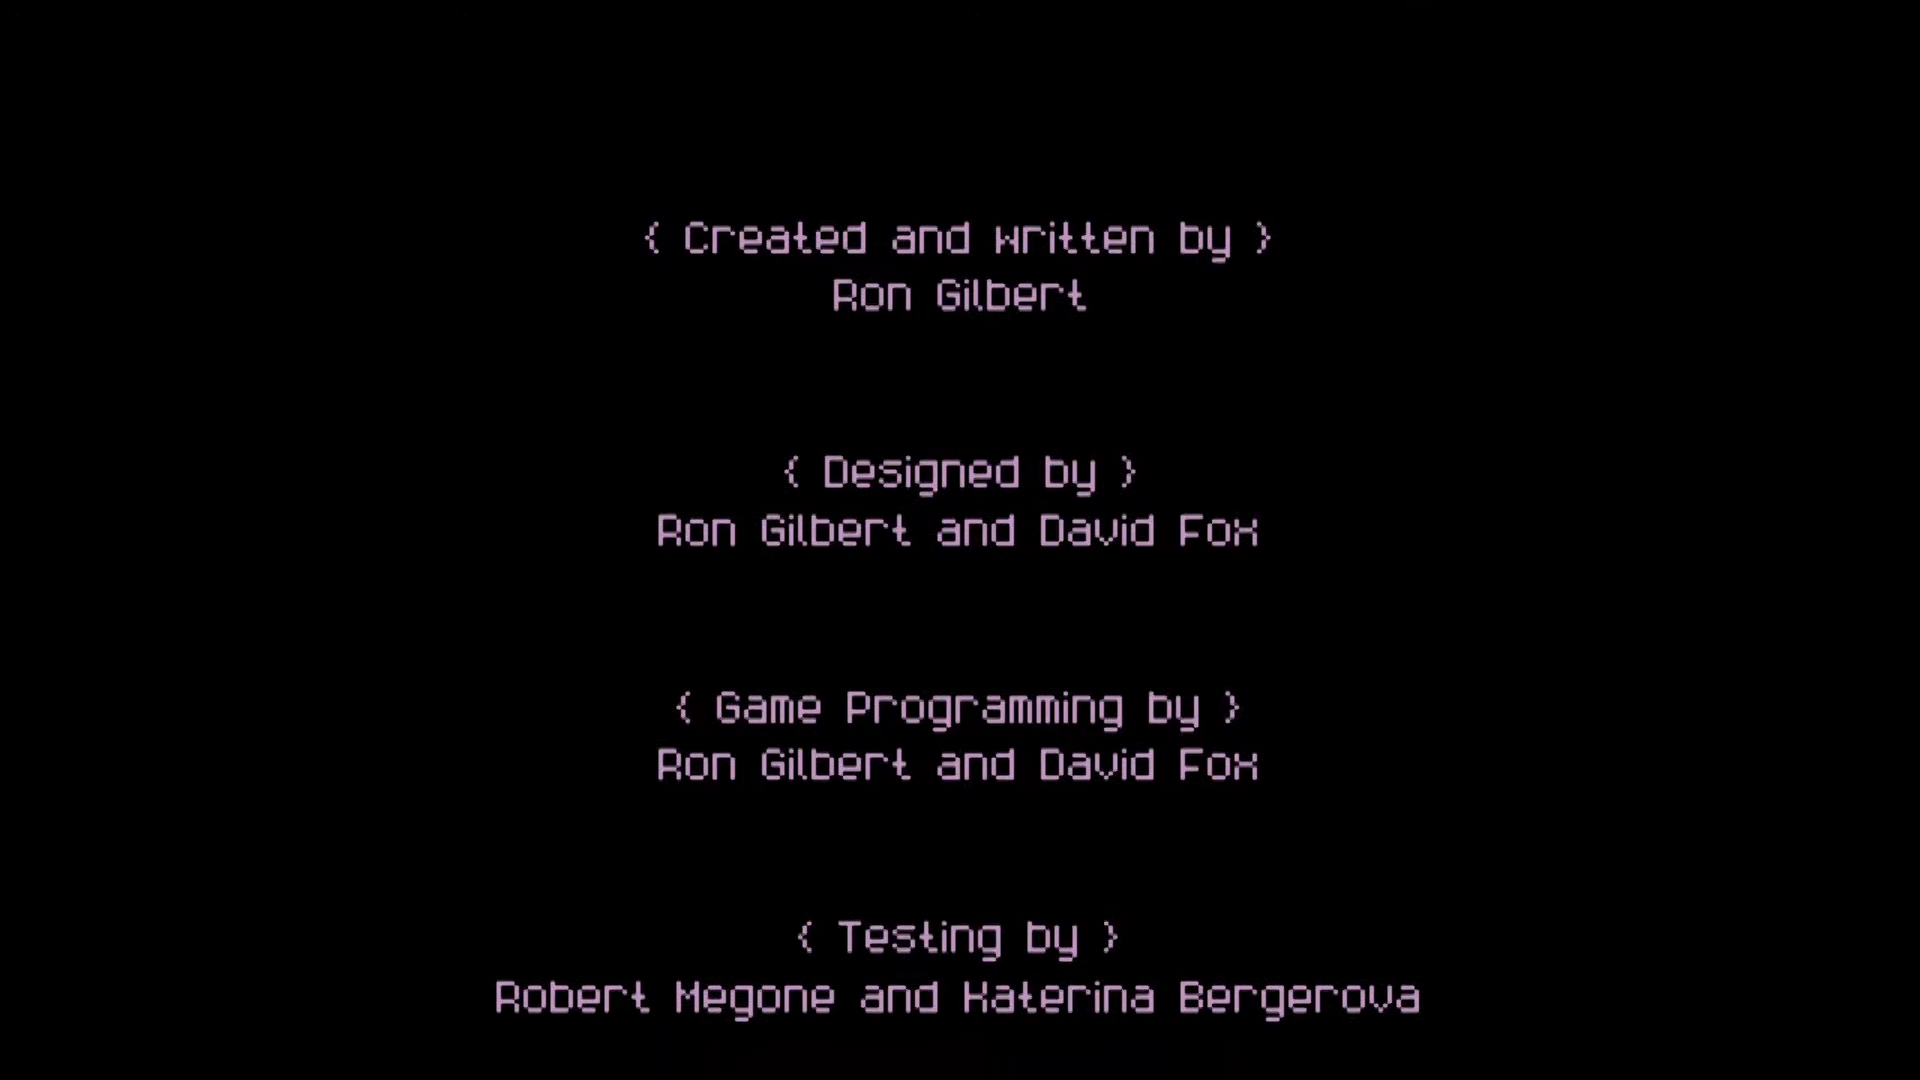 { Created and written by }
Ron Gilbert
{ Designed by }
Ron Gilbert and David Fox
{ Game Programming by }
Ron Gilbert and David Fox
{ Testing by }
Robert Megone and Katerina Bergerova